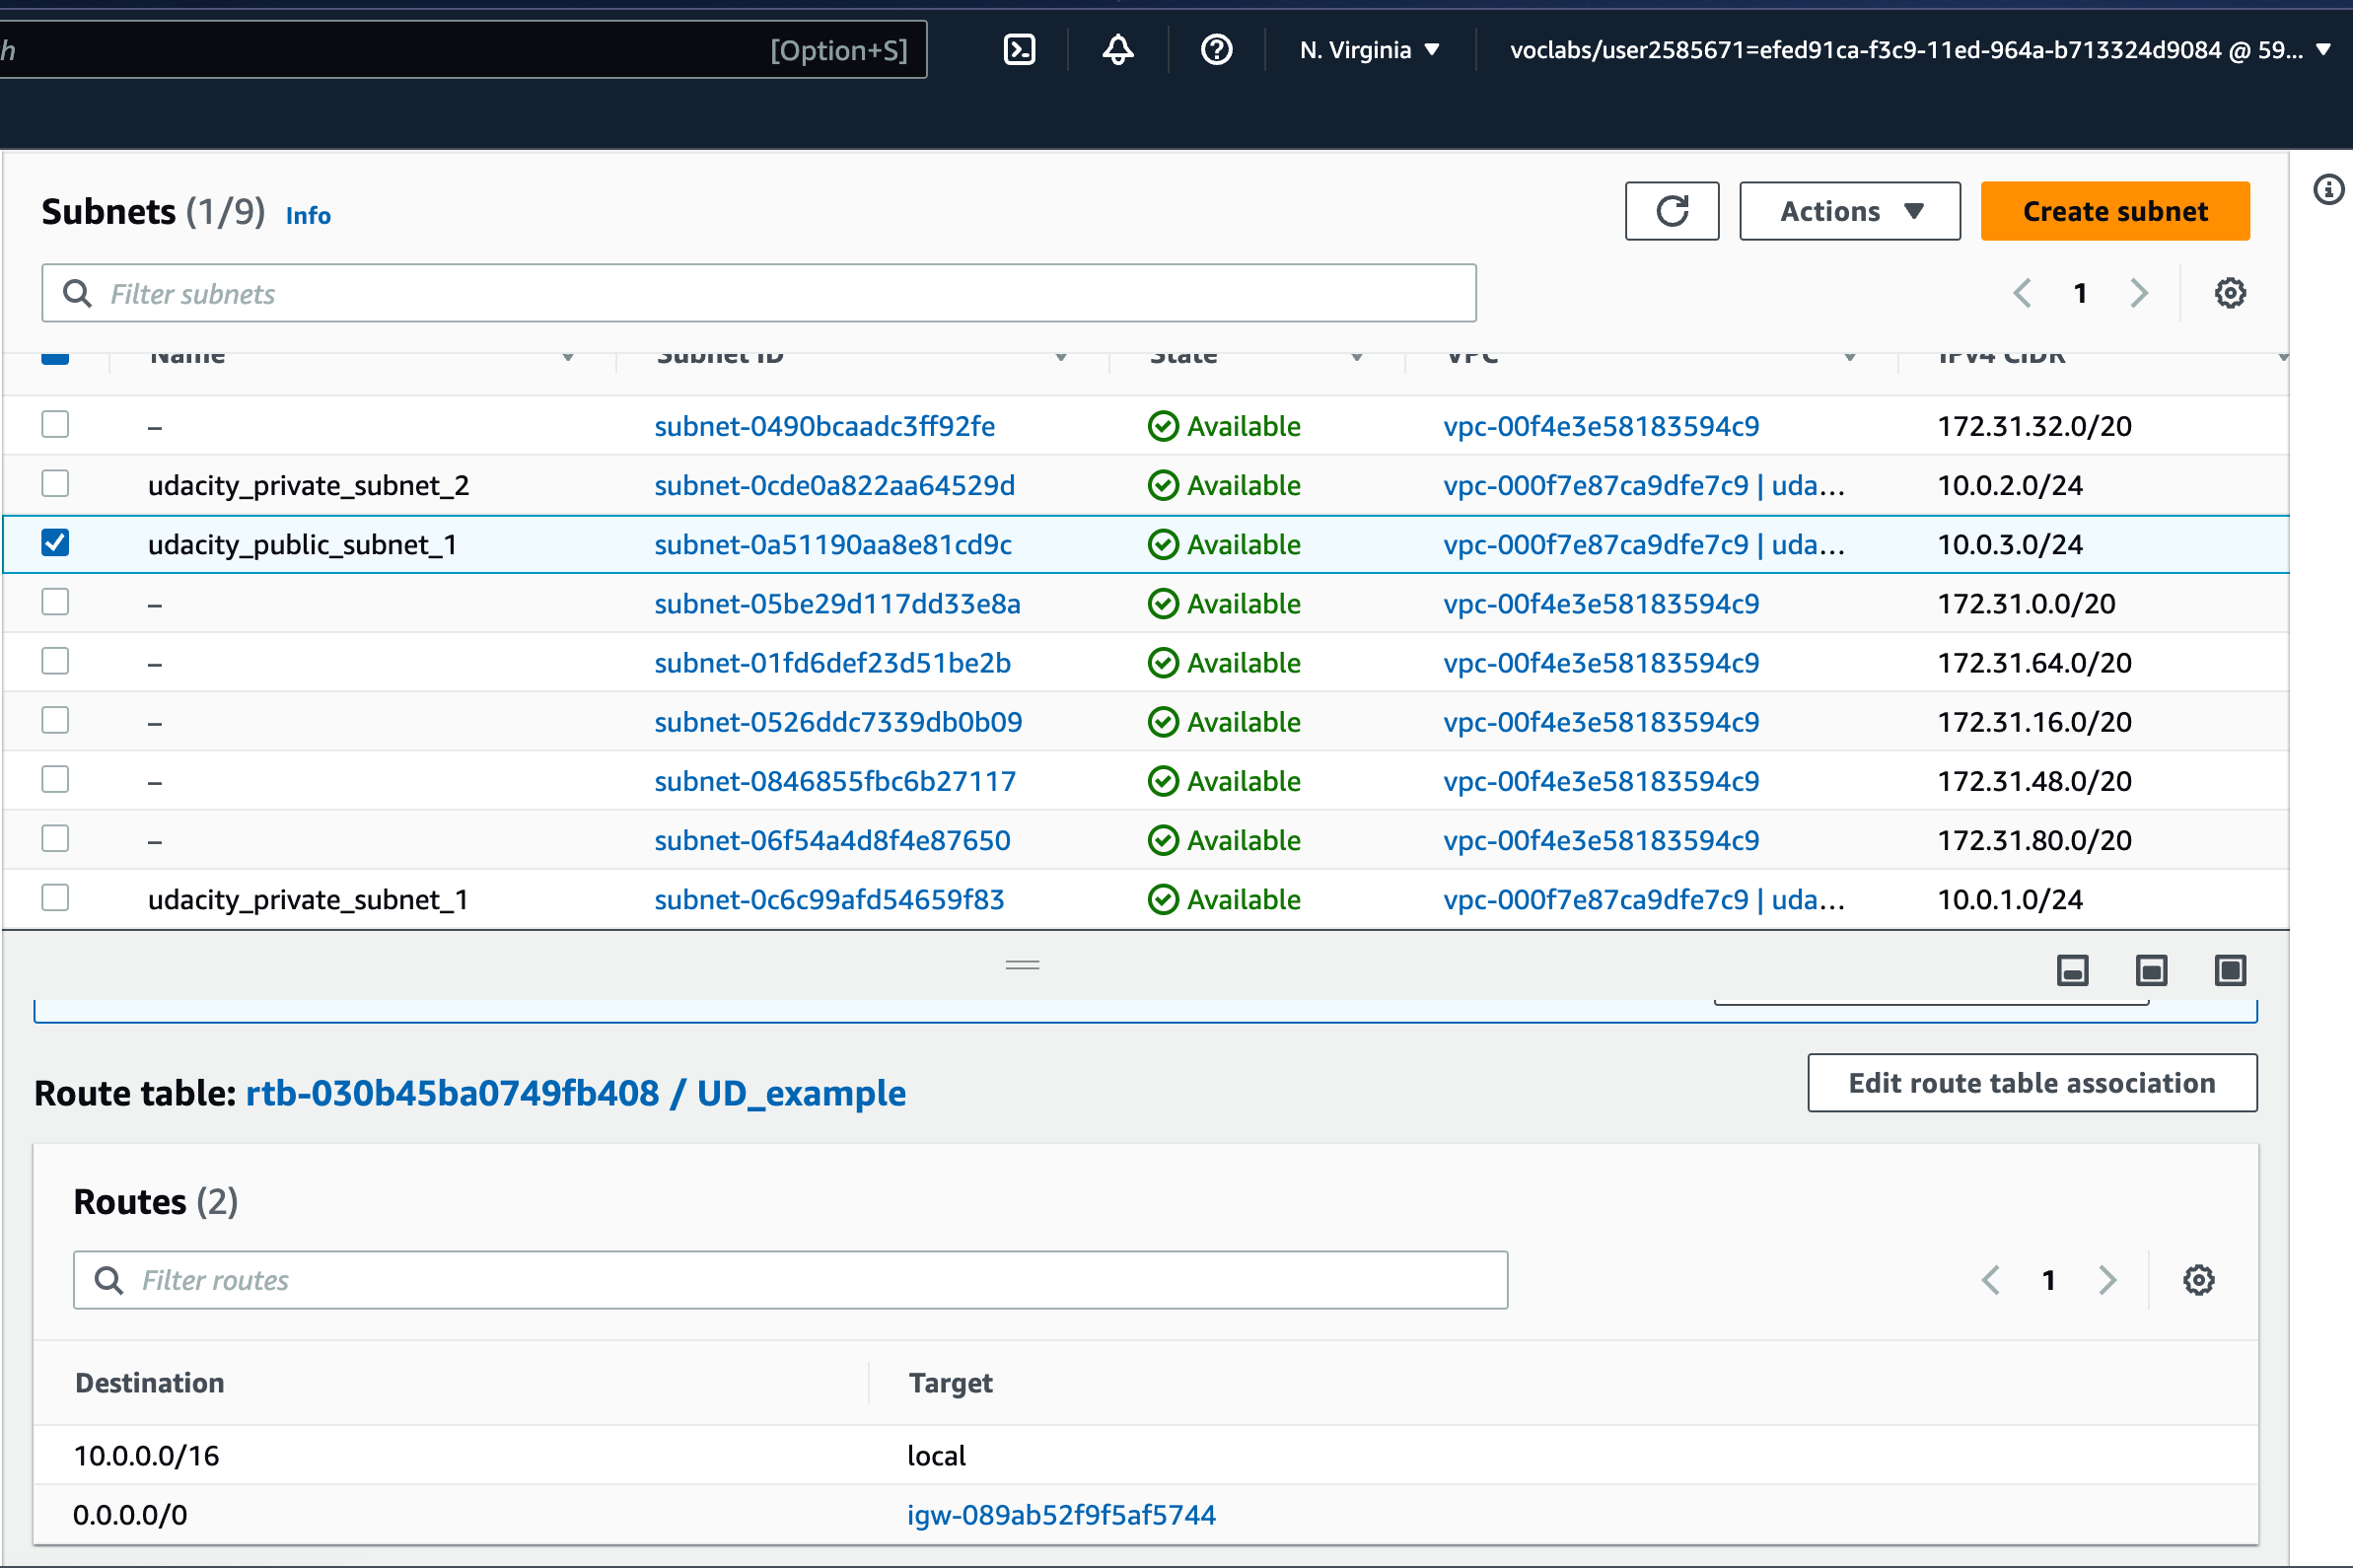 h [Option+S] N. Virginia voclabs/user2585671=efed91ca-f3c9-11ed-964a-b713324d9084 @ 59...
Subnets (1/9) Info Actions Create subnet
Filter subnets 1
Name Subnet ID State VPC IPv4 CIDR
– subnet-0490bcaadc3ff92fe Available vpc-00f4e3e58183594c9 172.31.32.0/20
udacity_private_subnet_2 subnet-0cde0a822aa64529d Available vpc-000f7e87ca9dfe7c9 | uda... 10.0.2.0/24
udacity_public_subnet_1 subnet-0a51190aa8e81cd9c Available vpc-000f7e87ca9dfe7c9 | uda... 10.0.3.0/24
– subnet-05be29d117dd33e8a Available vpc-00f4e3e58183594c9 172.31.0.0/20
– subnet-01fd6def23d51be2b Available vpc-00f4e3e58183594c9 172.31.64.0/20
– subnet-0526ddc7339db0b09 Available vpc-00f4e3e58183594c9 172.31.16.0/20
– subnet-0846855fbc6b27117 Available vpc-00f4e3e58183594c9 172.31.48.0/20
– subnet-06f54a4d8f4e87650 Available vpc-00f4e3e58183594c9 172.31.80.0/20
udacity_private_subnet_1 subnet-0c6c99afd54659f83 Available vpc-000f7e87ca9dfe7c9 | uda... 10.0.1.0/24
Route table: rtb-030b45ba0749fb408 / UD_example Edit route table association
Routes (2)
Filter routes 1
Destination Target
10.0.0.0/16 local
0.0.0.0/0 igw-089ab52f9f5af5744